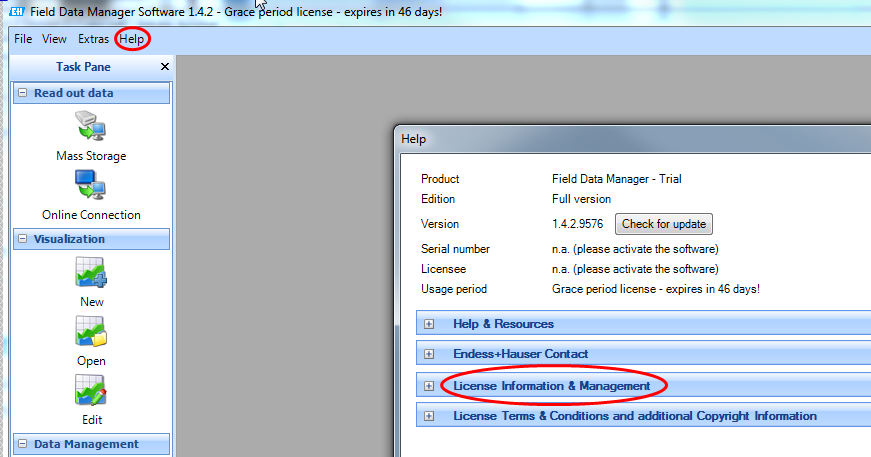 Field Data Manager Software 1.4.2 - Grace period license - expires in 46 days!
File View Extras Help
Task Pane
Read out data
Mass Storage
Online Connection
Visualization
New
Open
Edit
Data Management
Help
Product Field Data Manager - Trial
Edition Full version
Version 1.4.2.9576 Check for update
Serial number n.a. (please activate the software)
Licensee n.a. (please activate the software)
Usage period Grace period license - expires in 46 days!
Help & Resources
Endess+Hauser Contact
License Information & Management
License Terms & Conditions and additional Copyright Information